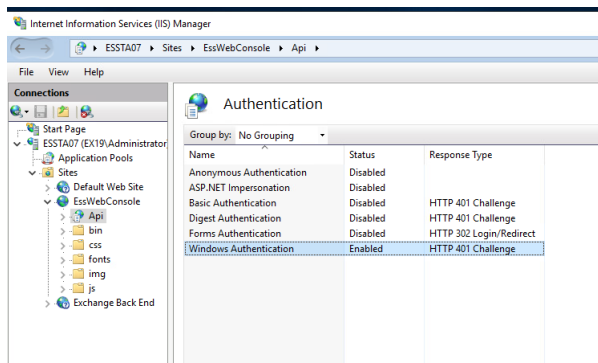 Internet Information Services (IIS) Manager
ESSTA07 Sites EssWebConsole Api
File View Help
Connections
Start Page
ESSTA07 (EX19\Administrator
Application Pools
Sites
Default Web Site
EssWebConsole
Api
bin
css
fonts
img
js
Exchange Back End
Authentication
Group by: No Grouping
Name Status Response Type
Anonymous Authentication Disabled
ASP.NET Impersonation Disabled
Basic Authentication Disabled HTTP 401 Challenge
Digest Authentication Disabled HTTP 401 Challenge
Forms Authentication Disabled HTTP 302 Login/Redirect
Windows Authentication Enabled HTTP 401 Challenge